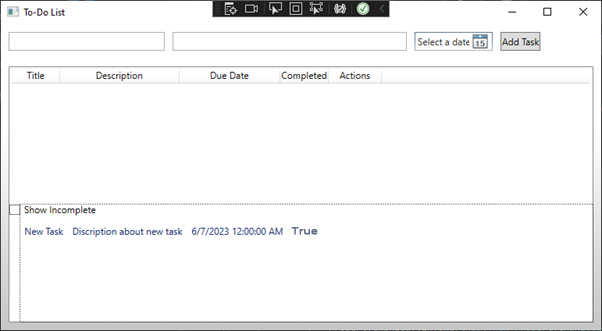 To-Do List
Select a date 15 Add Task
Title Description Due Date Completed Actions
Show Incomplete
New Task Discription about new task 6/7/2023 12:00:00 AM True